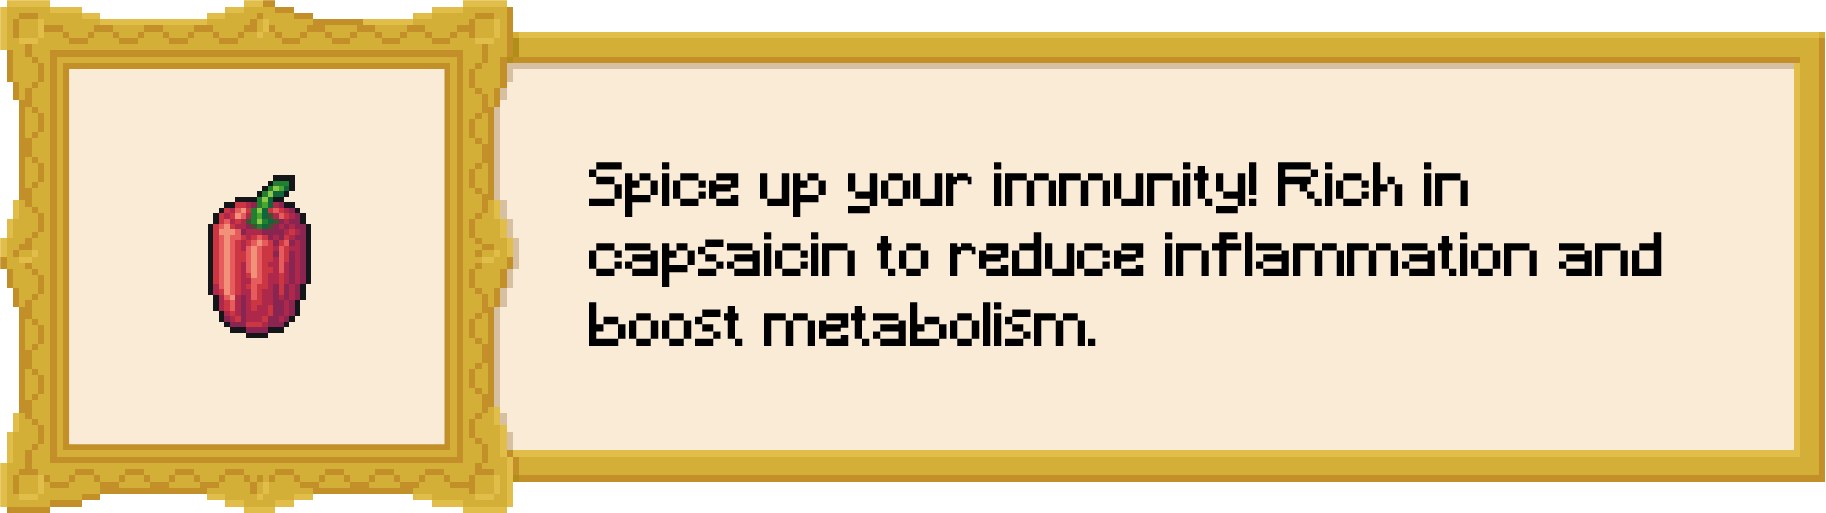 Spice up your immunity! Rich in
capsaicin to reduce inflammation and
boost metabolism.